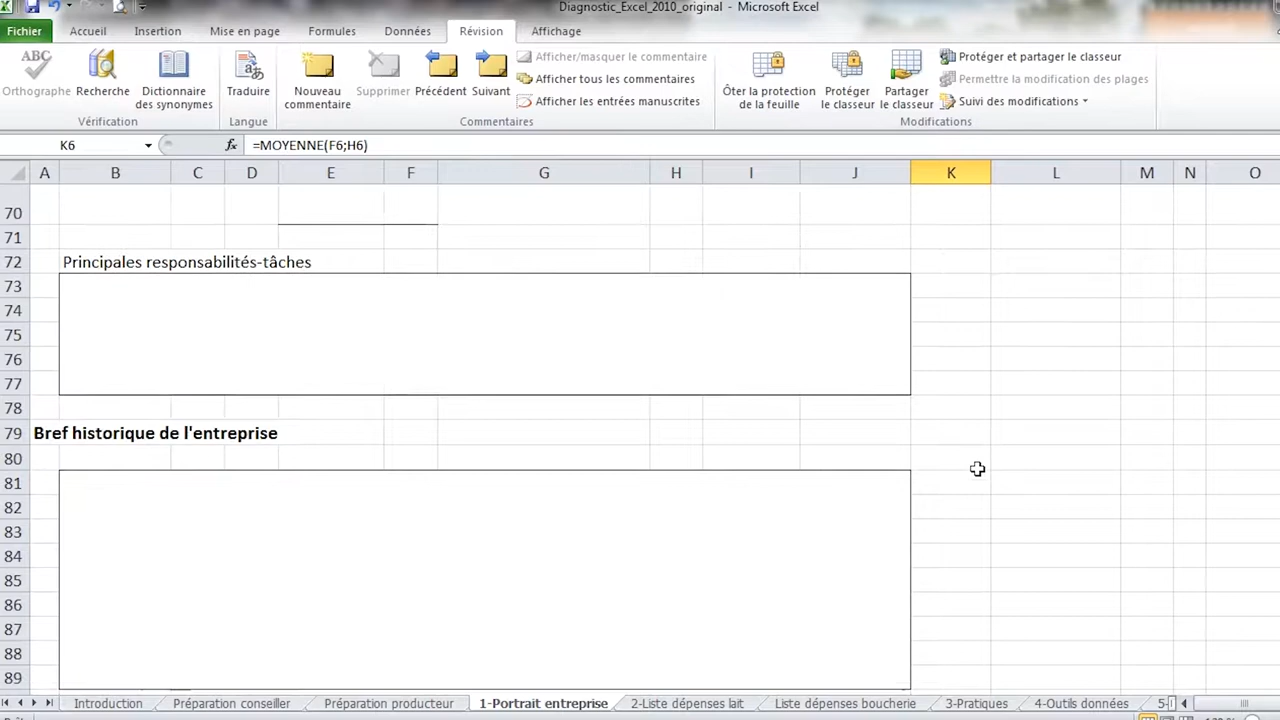 Diagnostic_Excel_2010_original - Microsoft Excel
Fichier Accueil Insertion Mise en page Formules Données Révision Affichage
ABC
Orthographe
Recherche
Dictionnaire des synonymes
Traduire
Nouveau commentaire
Supprimer
Précédent
Suivant
Afficher/masquer le commentaire
Afficher tous les commentaires
Afficher les entrées manuscrites
Ôter la protection de la feuille
Protéger le classeur
Partager le classeur
Protéger et partager le classeur
Permettre la modification des plages
Suivi des modifications
Vérification Langue Commentaires Modifications
K6 fx =MOYENNE(F6;H6)
A B C D E F G H I J K L M N O
70
71
72 Principales responsabilités-tâches
73
74
75
76
77
78
79 Bref historique de l'entreprise
80
81
82
83
84
85
86
87
88
89
Introduction Préparation conseiller Préparation producteur 1-Portrait entreprise 2-Liste dépenses lait Liste dépenses boucherie 3-Pratiques 4-Outils données